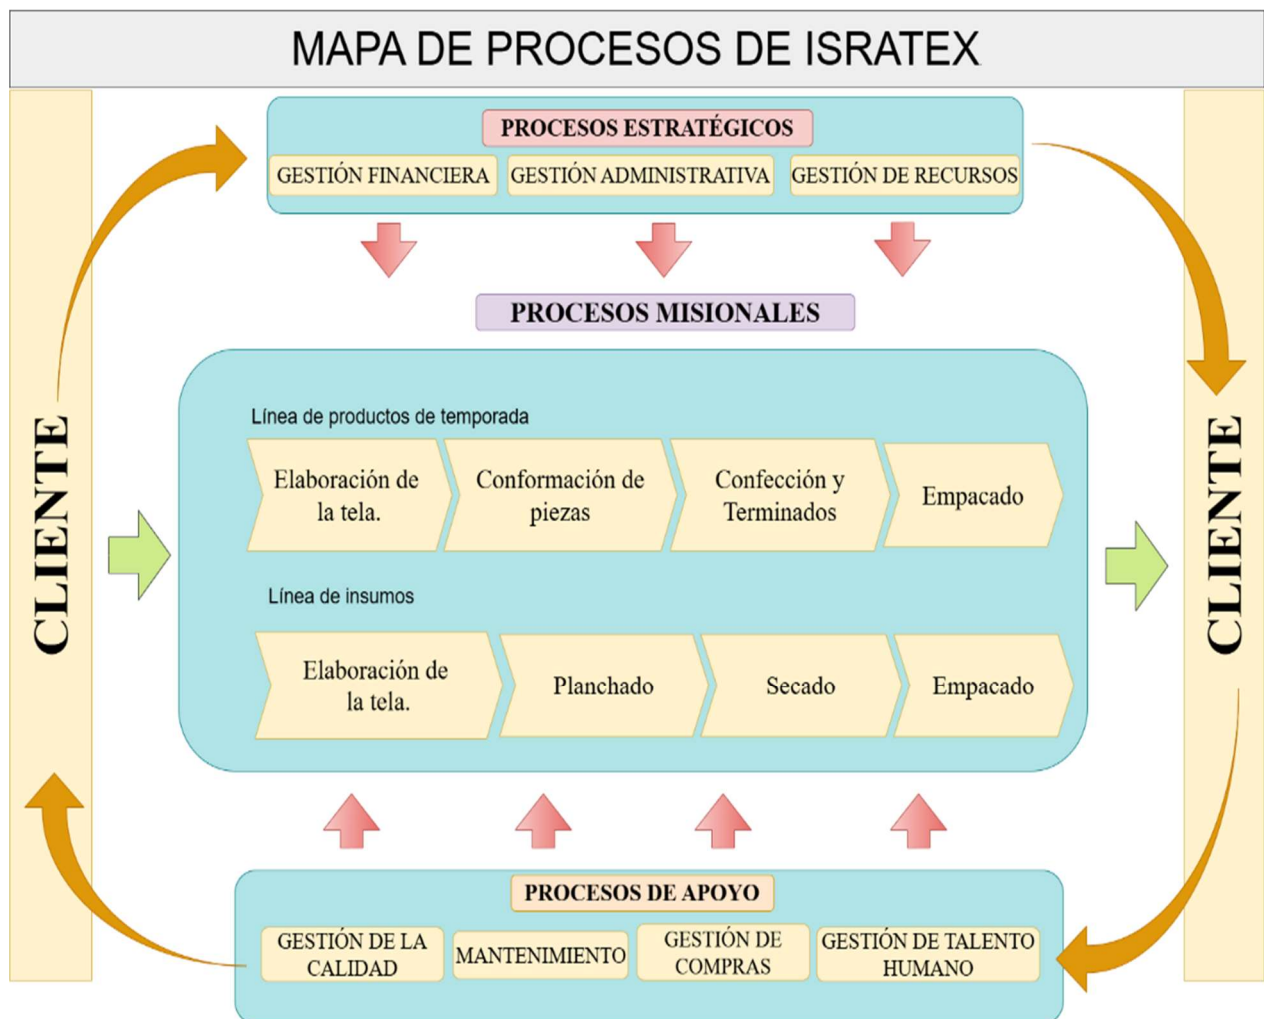 MAPA DE PROCESOS DE ISRATEX
PROCESOS ESTRATÉGICOS
GESTIÓN FINANCIERA
GESTIÓN ADMINISTRATIVA
GESTIÓN DE RECURSOS
PROCESOS MISIONALES
CLIENTE
Línea de productos de temporada
Elaboración de
la tela.
Conformación de
piezas
Confección y
Terminados
Empacado
Línea de insumos
Elaboración de
la tela.
Planchado
Secado
Empacado
CLIENTE
PROCESOS DE APOYO
GESTIÓN DE LA
CALIDAD
MANTENIMIENTO
GESTIÓN DE
COMPRAS
GESTIÓN DE TALENTO
HUMANO